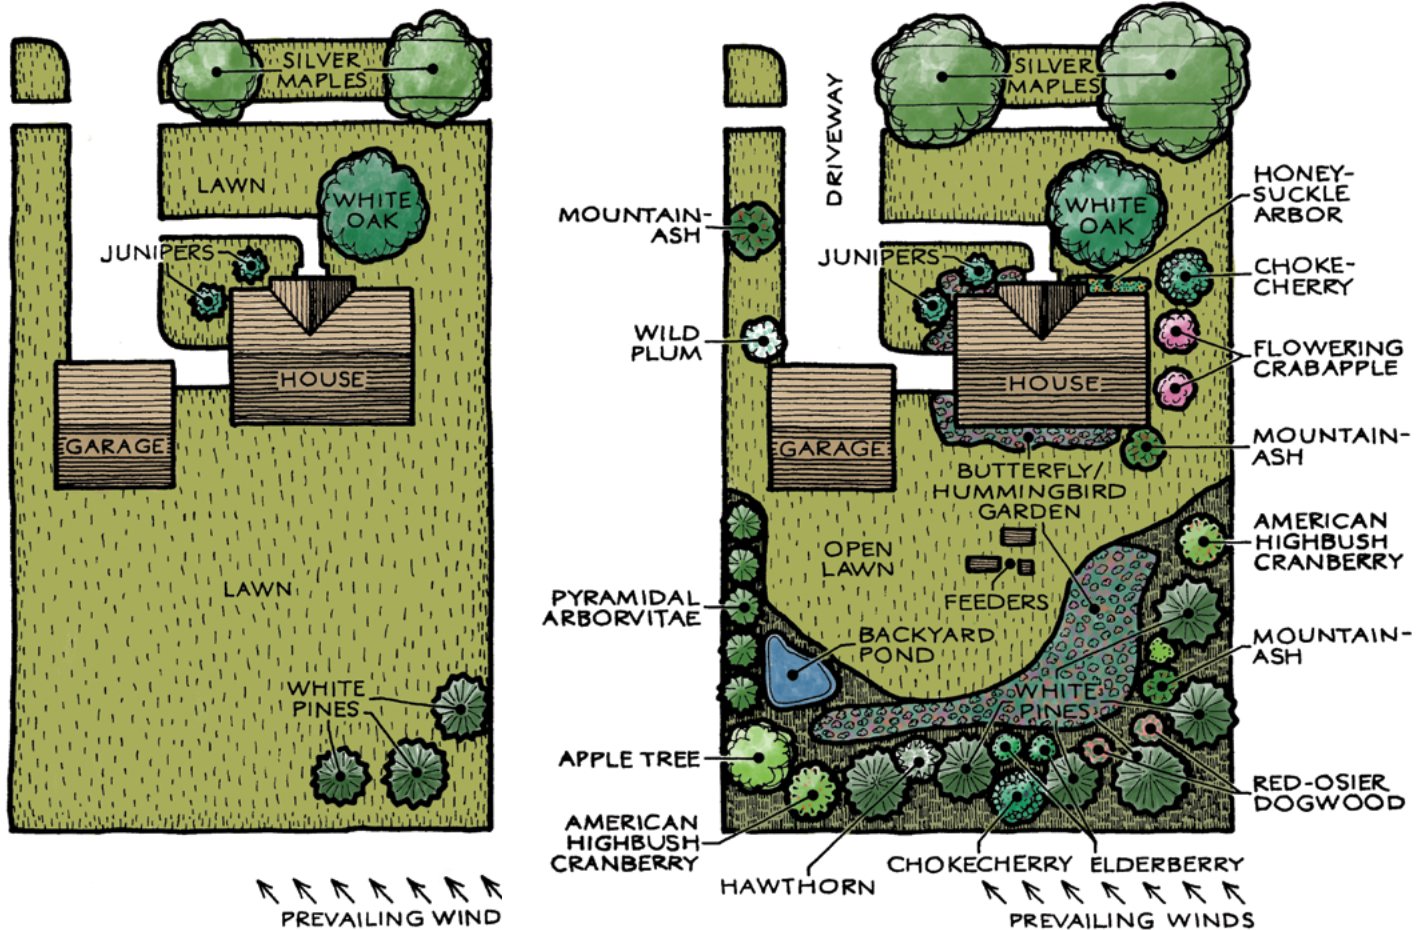 SILVER
MAPLES
LAWN
WHITE
OAK
JUNIPERS
HOUSE
GARAGE
LAWN
WHITE
PINES
PREVAILING WIND
SILVER
MAPLES
DRIVEWAY
HONEY-
SUCKLE
ARBOR
MOUNTAIN-
ASH
WHITE
OAK
JUNIPERS
CHOKE-
CHERRY
WILD
PLUM
FLOWERING
CRABAPPLE
HOUSE
GARAGE
MOUNTAIN-
ASH
BUTTERFLY/
HUMMINGBIRD
GARDEN
AMERICAN
HIGHBUSH
CRANBERRY
OPEN
LAWN
FEEDERS
PYRAMIDAL
ARBORVITAE
BACKYARD
POND
MOUNTAIN-
ASH
WHITE
PINES
APPLE TREE
RED-OSIER
DOGWOOD
AMERICAN
HIGHBUSH
CRANBERRY
HAWTHORN
CHOKECHERRY
ELDERBERRY
PREVAILING WINDS